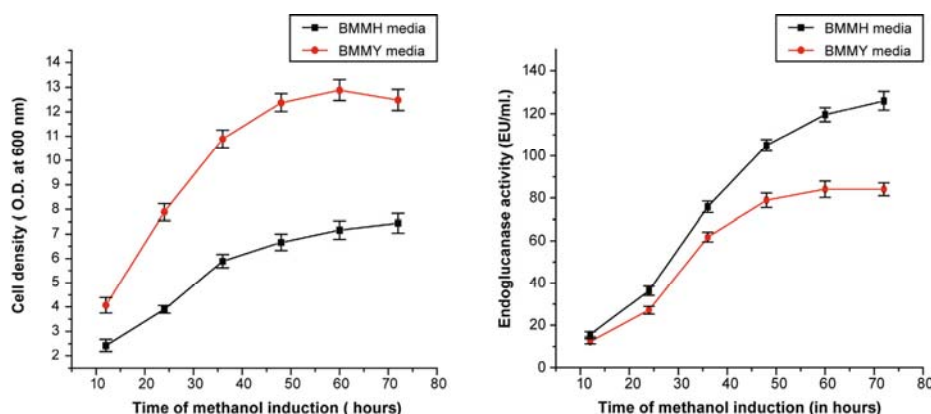 BMMH media
BMMY media
Cell density ( O.D. at 600 nm)
13
12
11
10
9
8
7
6
5
4
3
2
10 20 30 40 50 60 70 80
Time of methanol induction ( hours)
BMMH media
BMMY media
Endoglucanase activity (EU/ml.)
140
120
100
80
60
40
20
0
10 20 30 40 50 60 70 80
Time of methanol induction (in hours)